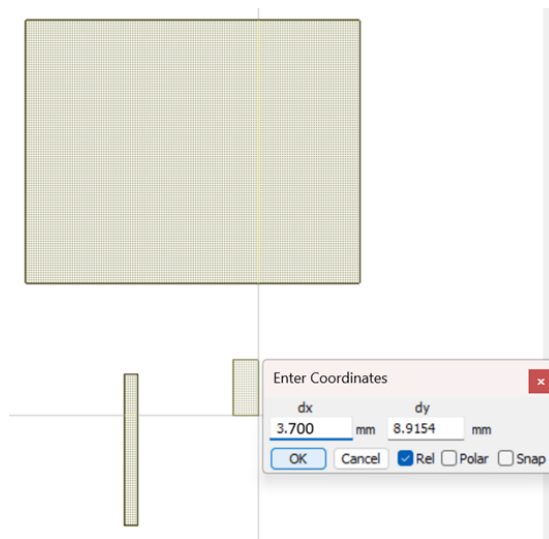 Enter Coordinates
dx dy
3.700 mm 8.9154 mm
OK Cancel Rel Polar Snap